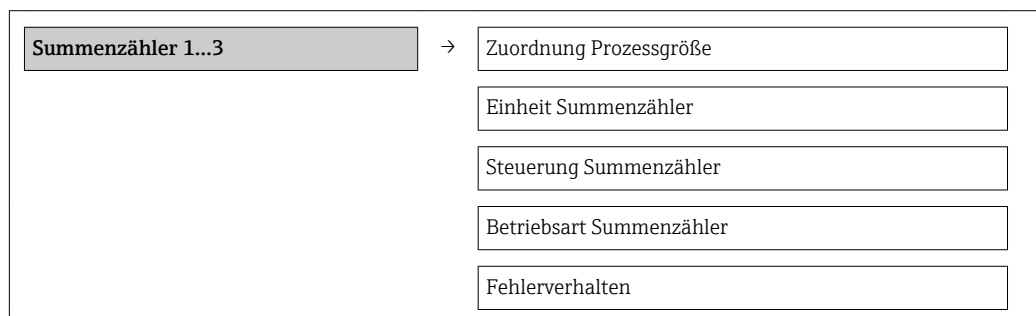 Summenzähler 1…3 → Zuordnung Prozessgröße
Einheit Summenzähler
Steuerung Summenzähler
Betriebsart Summenzähler
Fehlerverhalten